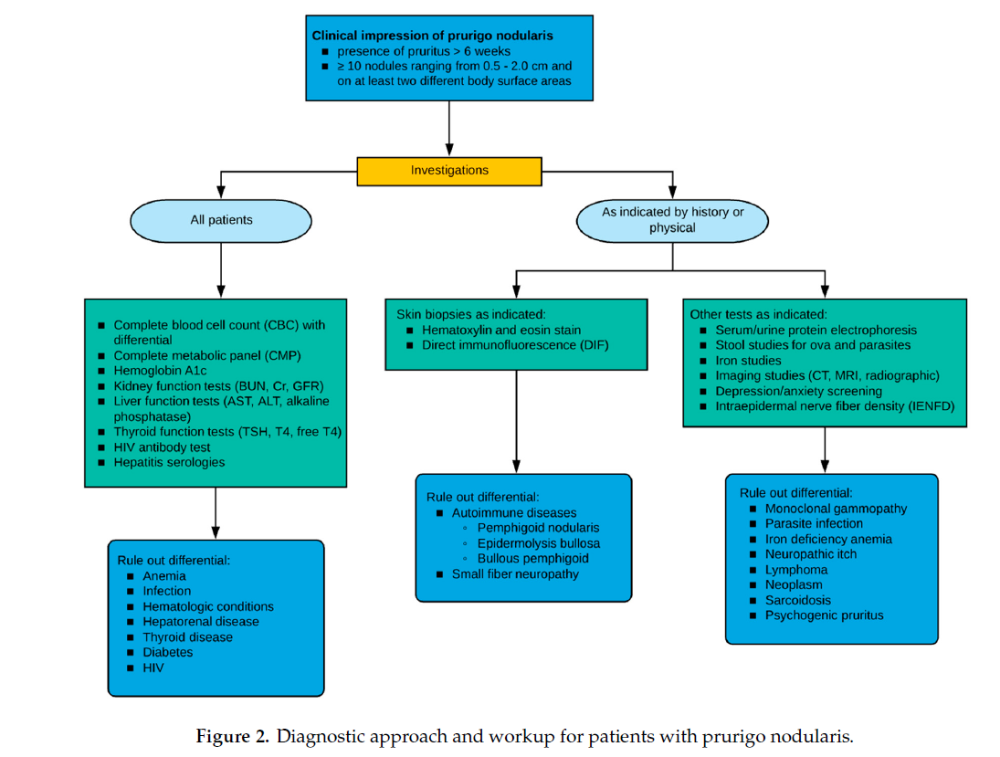 Clinical impression of prurigo nodularis
■ presence of pruritus > 6 weeks
■ ≥ 10 nodules ranging from 0.5 - 2.0 cm and
on at least two different body surface areas
Investigations
All patients
As indicated by history or
physical
■ Complete blood cell count (CBC) with
differential
■ Complete metabolic panel (CMP)
■ Hemoglobin A1c
■ Kidney function tests (BUN, Cr, GFR)
■ Liver function tests (AST, ALT, alkaline
phosphatase)
■ Thyroid function tests (TSH, T4, free T4)
■ HIV antibody test
■ Hepatitis serologies
Skin biopsies as indicated:
■ Hematoxylin and eosin stain
■ Direct immunofluorescence (DIF)
Other tests as indicated:
■ Serum/urine protein electrophoresis
■ Stool studies for ova and parasites
■ Iron studies
■ Imaging studies (CT, MRI, radiographic)
■ Depression/anxiety screening
■ Intraepidermal nerve fiber density (IENFD)
Rule out differential:
■ Anemia
■ Infection
■ Hematologic conditions
■ Hepatorenal disease
■ Thyroid disease
■ Diabetes
■ HIV
Rule out differential:
■ Autoimmune diseases
◦ Pemphigoid nodularis
◦ Epidermolysis bullosa
◦ Bullous pemphigoid
■ Small fiber neuropathy
Rule out differential:
■ Monoclonal gammopathy
■ Parasite infection
■ Iron deficiency anemia
■ Neuropathic itch
■ Lymphoma
■ Neoplasm
■ Sarcoidosis
■ Psychogenic pruritus
Figure 2. Diagnostic approach and workup for patients with prurigo nodularis.